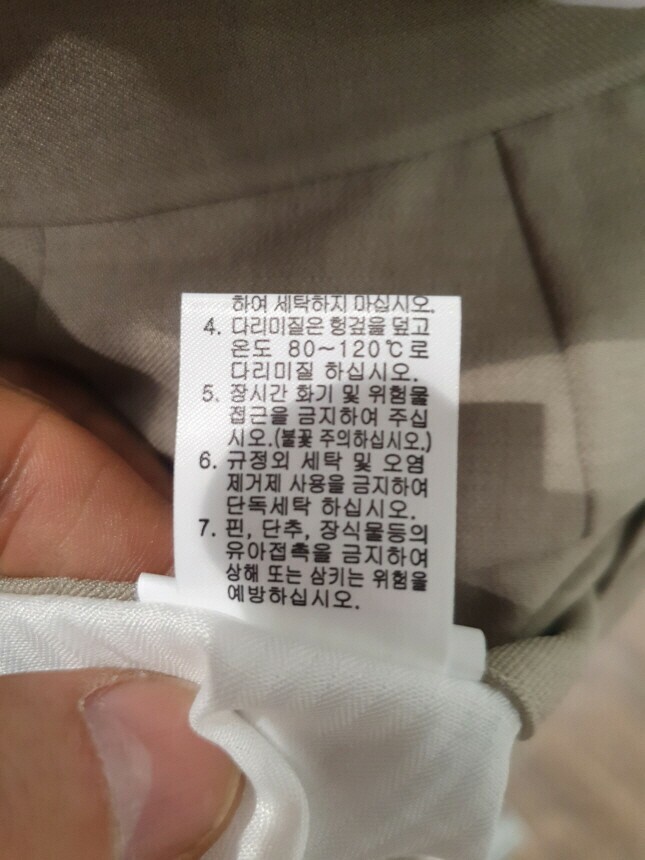 하여 세탁하지 마십시오.
4. 다리미질은 헝겊을 덮고
온도 80~120℃로
다리미질 하십시오.
5. 장시간 화기 및 위험물
접근을 금지하여 주십
시오.(불꽃 주의하십시오.)
6. 규정외 세탁 및 오염
제거제 사용을 금지하여
단독세탁 하십시오.
7. 핀, 단추, 장식물등의
유아접촉을 금지하여
상해 또는 삼키는 위험을
예방하십시오.